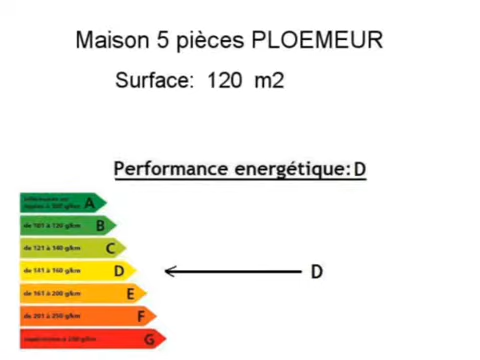 Maison 5 pièces PLOEMEUR
Surface: 120 m2
Performance energétique: D
A
de 101 à 120 g/km B
de 121 à 140 g/km C
de 141 à 160 g/km D
D
de 161 à 200 g/km E
de 201 à 250 g/km F
G